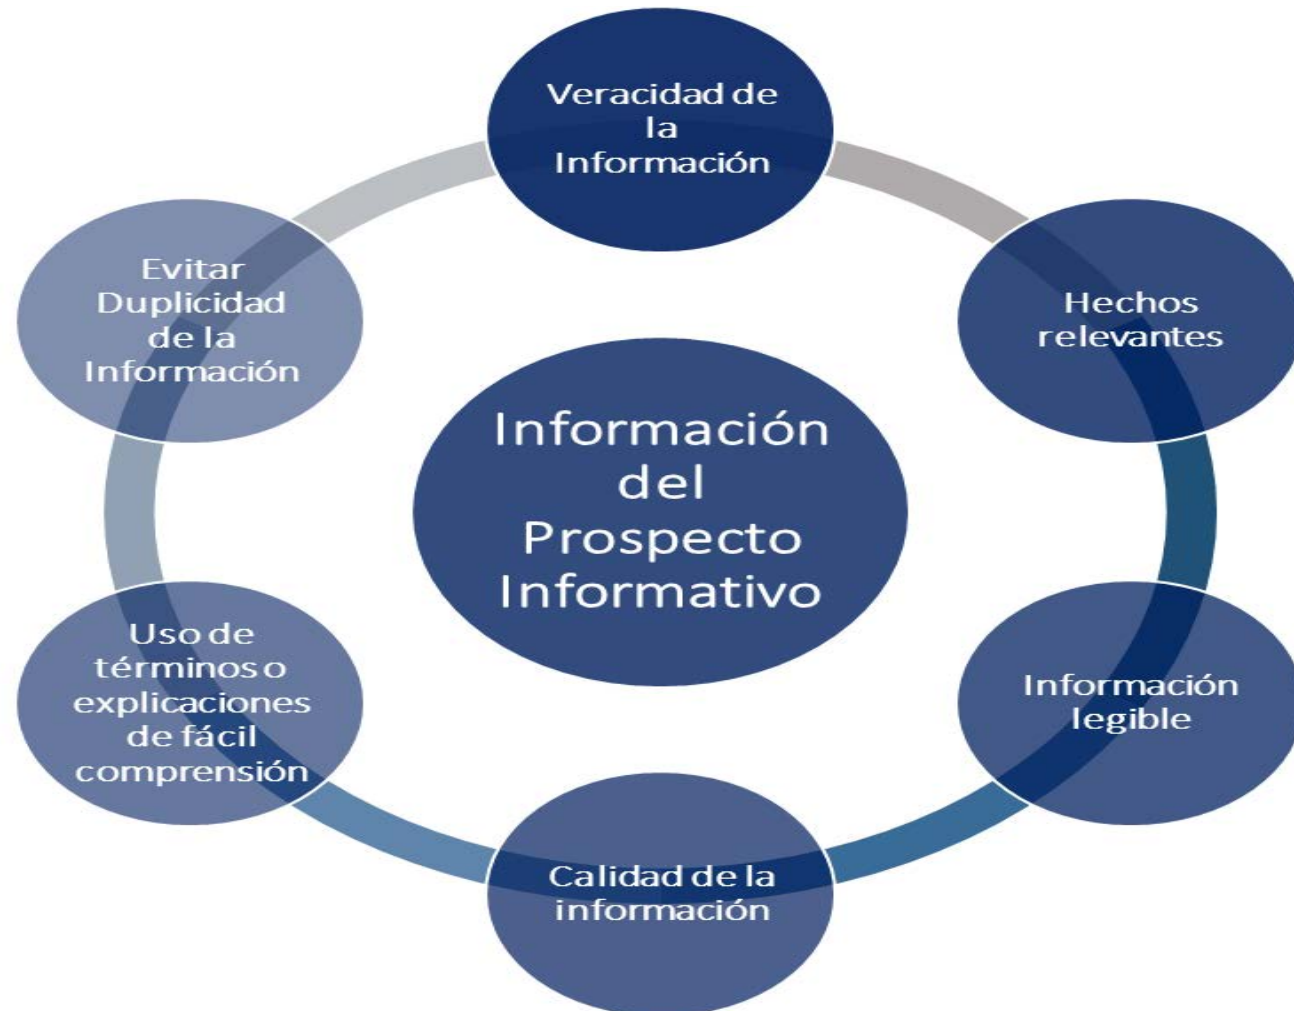 Veracidad de
la
Información
Hechos
relevantes
Información
legible
Calidad de la
información
Uso de
términos o
explicaciones
de fácil
comprensión
Evitar
Duplicidad
de la
Información
Información
del
Prospecto
Informativo